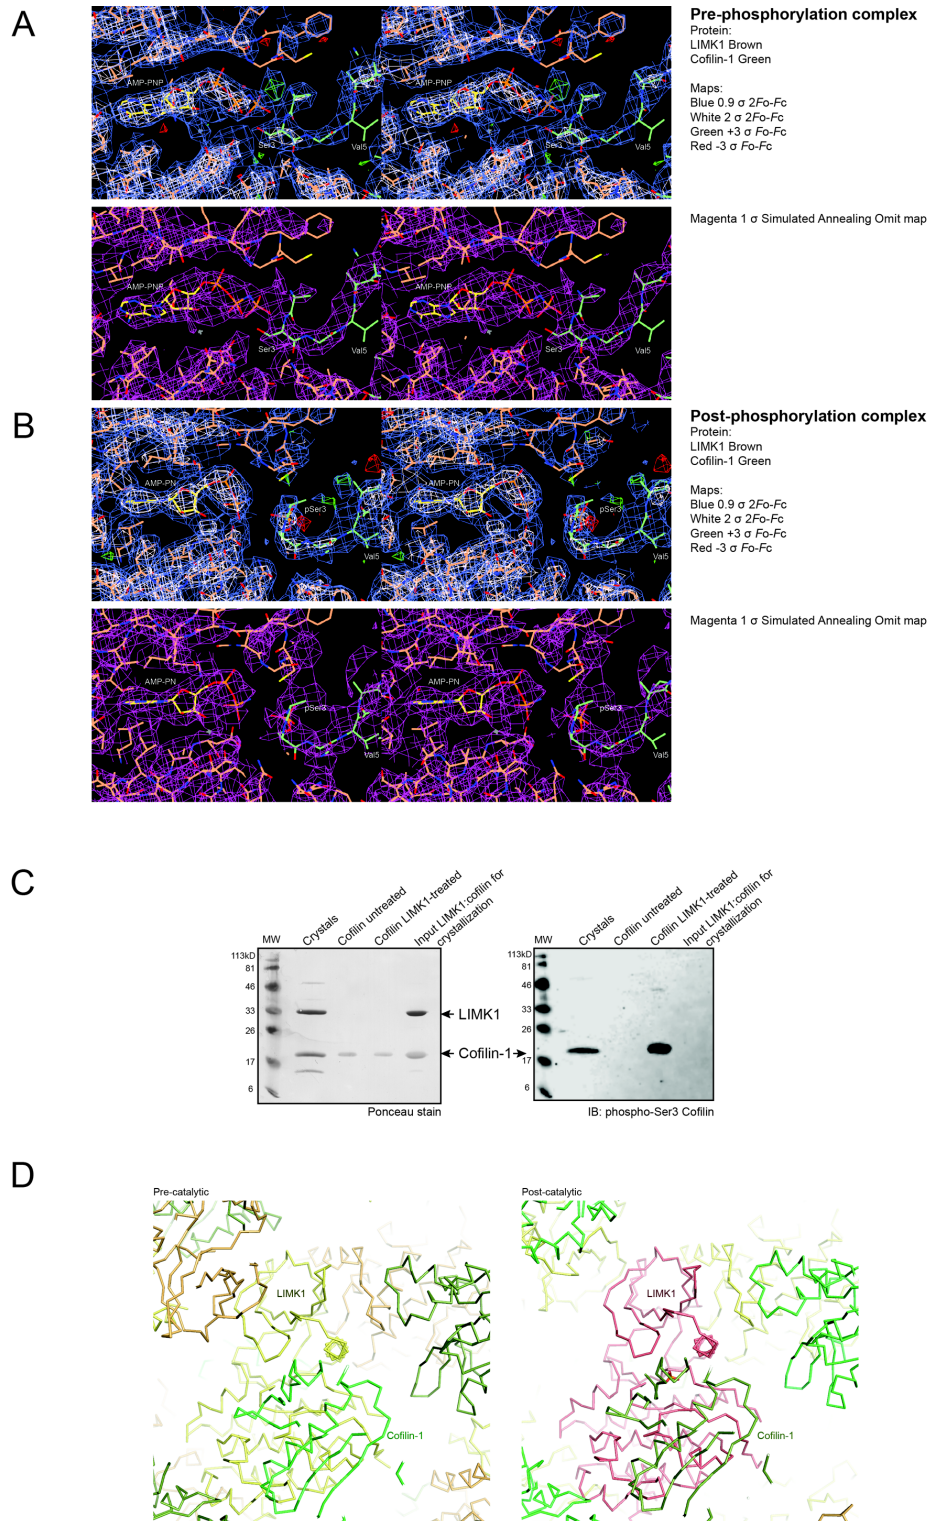 A
Pre-phosphorylation complex
Protein:
LIMK1 Brown
Cofilin-1 Green
Maps:
Blue 0.9 σ 2Fo-Fc
White 2 σ 2Fo-Fc
Green +3 σ Fo-Fc
Red -3 σ Fo-Fc
AMP-PNP
AMP-PNP
Ser3
Val5
Ser3
Val5
Magenta 1 σ Simulated Annealing Omit map
AMP-PNP
AMP-PNP
Ser3
Val5
Ser3
Val5
B
Post-phosphorylation complex
Protein:
LIMK1 Brown
Cofilin-1 Green
Maps:
Blue 0.9 σ 2Fo-Fc
White 2 σ 2Fo-Fc
Green +3 σ Fo-Fc
Red -3 σ Fo-Fc
AMP-PN
AMP-PN
pSer3
pSer3
Val5
Val5
Magenta 1 σ Simulated Annealing Omit map
AMP-PN
AMP-PN
pSer3
pSer3
Val5
Val5
C
MW
Crystals
Cofilin untreated
Cofilin LIMK1-treated
Input LIMK1:cofilin for
crystallization
113kD
81
46
33
26
17
6
LIMK1
Cofilin-1
Ponceau stain
MW
Crystals
Cofilin untreated
Cofilin LIMK1-treated
Input LIMK1:cofilin for
crystallization
113kD
81
46
33
26
17
6
IB: phospho-Ser3 Cofilin
D
Pre-catalytic
LIMK1
Cofilin-1
Post-catalytic
LIMK1
Cofilin-1